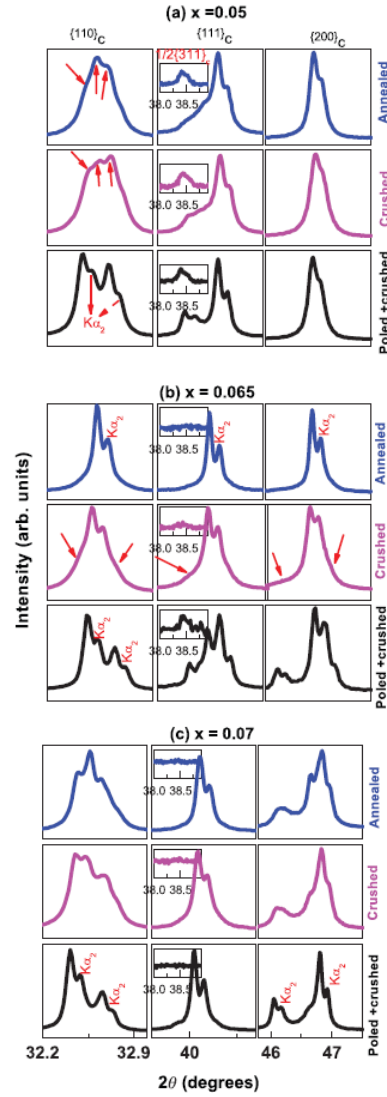 (a) x =0.05
{110}C {111}C {200}C
1/2{311}c
38.0 38.5
Annealed
38.0 38.5
Crushed
Kα2
38.0 38.5
Poled +crushed
Intensity (arb. units)
(b) x = 0.065
Kα2 Kα2 Kα2
38.0 38.5
Annealed
38.0 38.5
Crushed
Kα2 Kα2
38.0 38.5
Poled +crushed
(c) x = 0.07
38.0 38.5
Annealed
38.0 38.5
Crushed
Kα2 Kα2 Kα2 Kα2
38.0 38.5
Poled +crushed
32.2 32.9 40 46 47
2θ (degrees)